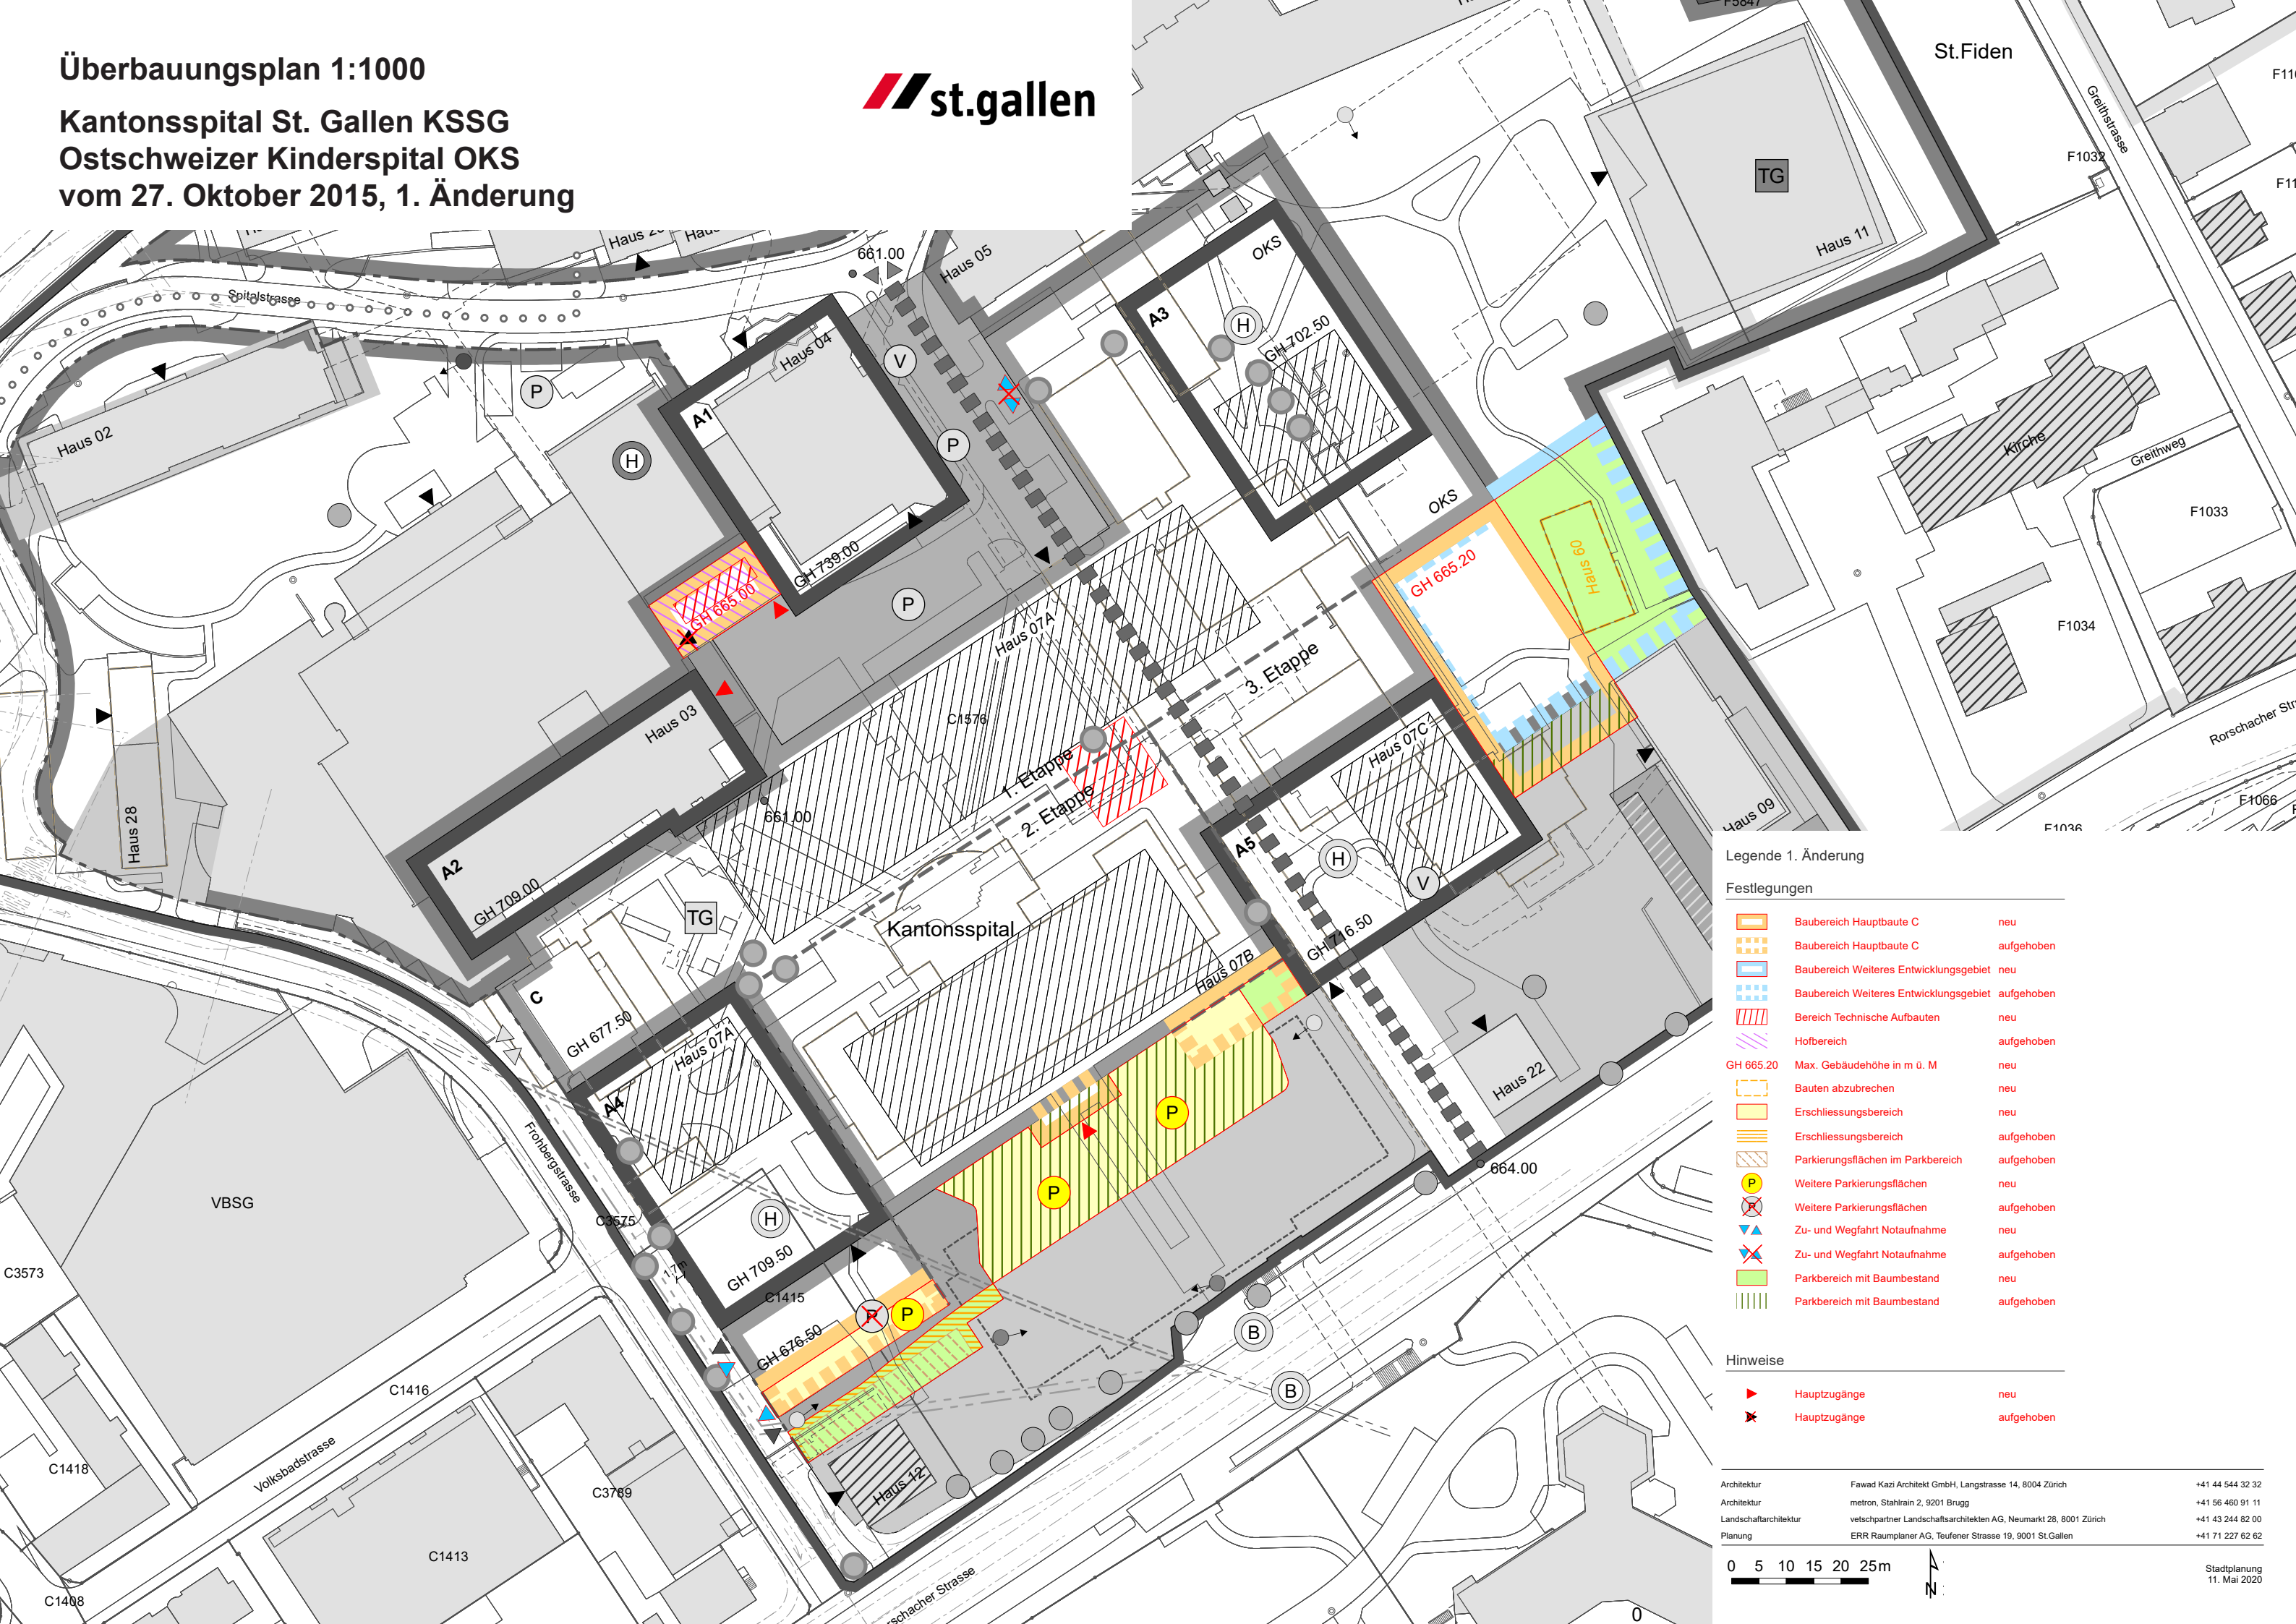 Überbauungsplan 1:1000
Kantonsspital St. Gallen KSSG
Ostschweizer Kinderspital OKS
vom 27. Oktober 2015, 1. Änderung
st.gallen
St.Fiden
Greithstrasse
F1032
TG
Haus 11
Haus 05
661.00
Spitalstrasse
OKS
A3
H
GH 702.50
Haus 04
V
P
A1
P
P
H
Haus 02
GH 739.00
P
GH 665.00
OKS
GH 665.20
Haus 60
Kirche
Greithweg
F1033
F1034
Rorschacher Str
F1066
F1036
Haus 07A
3. Etappe
C1576
1. Etappe
2. Etappe
Haus 03
661.00
Haus 28
A2
GH 709.00
TG
Kantonsspital
Haus 07C
A5
H
V
GH 716.50
Haus 09
Haus 07B
C
GH 677.50
Haus 07A
A4
Haus 22
P
P
664.00
Frohbergstrasse
VBSG
C3575
H
1.7m
GH 709.50
C1415
P
P
GH 676.50
B
B
C3573
C1416
C1418
Volksbadstrasse
C3789
Haus 12
C1413
C1408
Legende 1. Änderung
Festlegungen
Baubereich Hauptbaute C neu
Baubereich Hauptbaute C aufgehoben
Baubereich Weiteres Entwicklungsgebiet neu
Baubereich Weiteres Entwicklungsgebiet aufgehoben
Bereich Technische Aufbauten neu
Hofbereich aufgehoben
GH 665.20 Max. Gebäudehöhe in m ü. M neu
Bauten abzubrechen neu
Erschliessungsbereich neu
Erschliessungsbereich aufgehoben
Parkierungsflächen im Parkbereich aufgehoben
P Weitere Parkierungsflächen neu
P Weitere Parkierungsflächen aufgehoben
Zu- und Wegfahrt Notaufnahme neu
Zu- und Wegfahrt Notaufnahme aufgehoben
Parkbereich mit Baumbestand neu
Parkbereich mit Baumbestand aufgehoben
Hinweise
Hauptzugänge neu
Hauptzugänge aufgehoben
Architektur Fawad Kazi Architekt GmbH, Langstrasse 14, 8004 Zürich +41 44 544 32 32
Architektur metron, Stahlrain 2, 9201 Brugg +41 56 460 91 11
Landschaftarchitektur vetschpartner Landschaftsarchitekten AG, Neumarkt 28, 8001 Zürich +41 43 244 82 00
Planung ERR Raumplaner AG, Teufener Strasse 19, 9001 St.Gallen +41 71 227 62 62
0 5 10 15 20 25m
N
Stadtplanung
11. Mai 2020
0